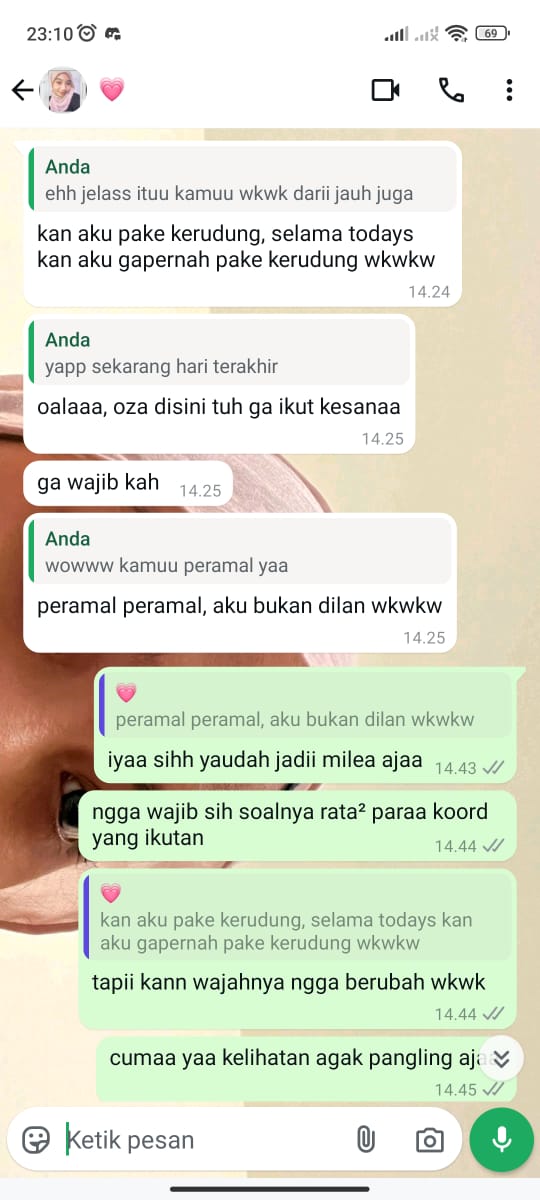 23:10
69
Anda
ehh jelass ituu kamuu wkwk darii jauh juga
kan aku pake kerudung, selama todays
kan aku gapernah pake kerudung wkwkw
14.24
Anda
yapp sekarang hari terakhir
oalaaa, oza disini tuh ga ikut kesanaa
14.25
ga wajib kah 14.25
Anda
wowww kamuu peramal yaa
peramal peramal, aku bukan dilan wkwkw
14.25
peramal peramal, aku bukan dilan wkwkw
iyaa sihh yaudah jadii milea ajaa 14.43
ngga wajib sih soalnya rata² paraa koord
yang ikutan 14.44
kan aku pake kerudung, selama todays kan
aku gapernah pake kerudung wkwkw
tapii kann wajahnya ngga berubah wkwk
14.44
cumaa yaa kelihatan agak pangling
14.45
Ketik pesan